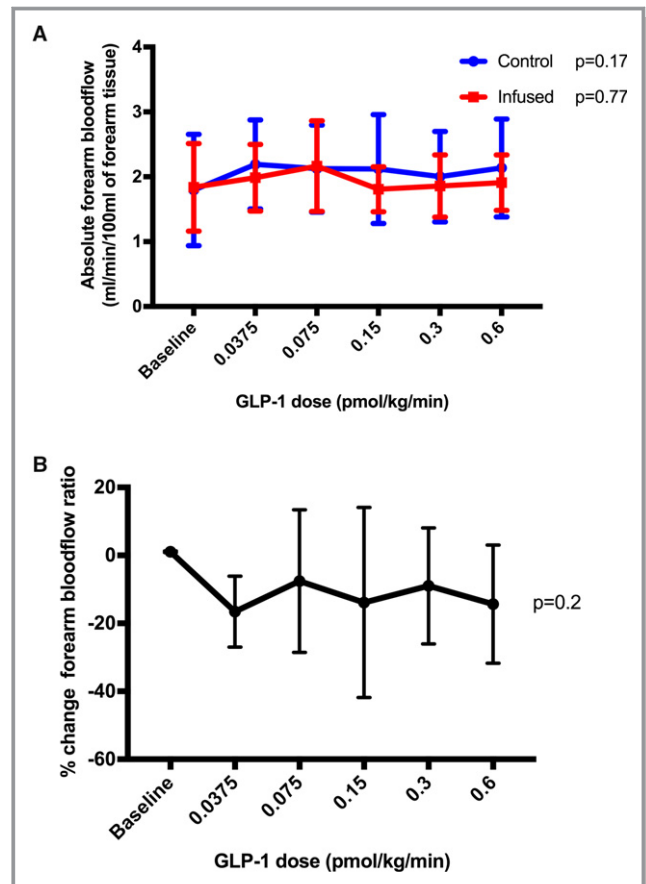 A
Absolute forearm bloodflow
(ml/min/100ml of forearm tissue)
4
3
2
1
0
Control p=0.17
Infused p=0.77
Baseline
0.0375
0.075
0.15
0.3
0.6
GLP-1 dose (pmol/kg/min)
B
% change forearm bloodflow ratio
20
0
-20
-40
-60
p=0.2
Baseline
0.0375
0.075
0.15
0.3
0.6
GLP-1 dose (pmol/kg/min)